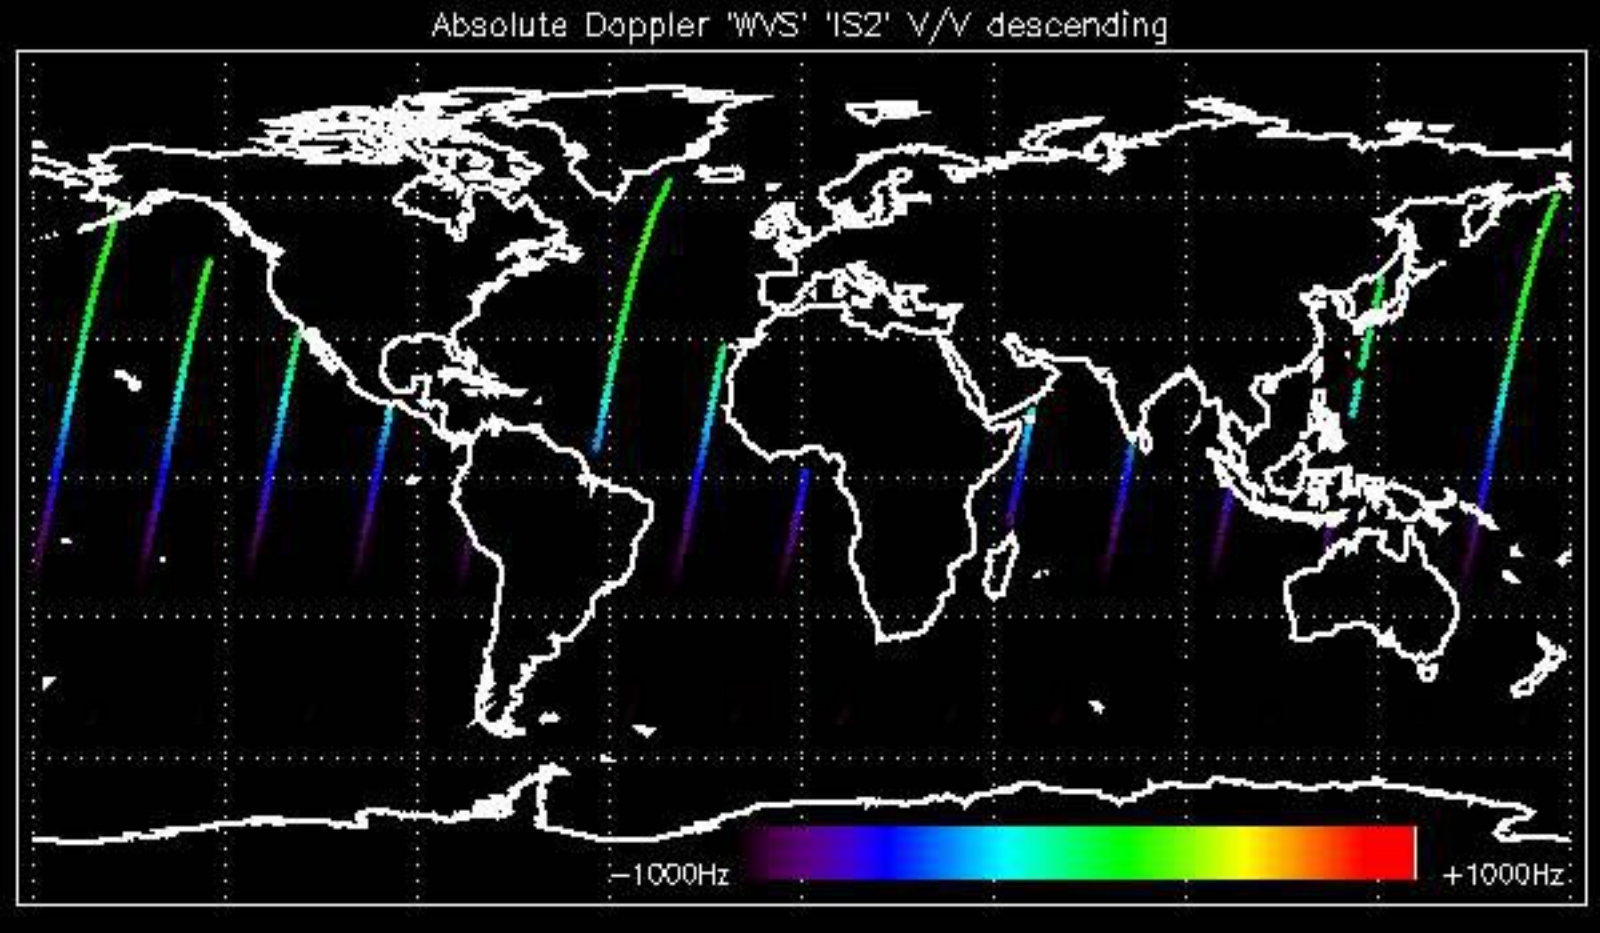 Absolute Doppler 'WVS' 'IS2' V/V descending
-1000Hz +1000Hz